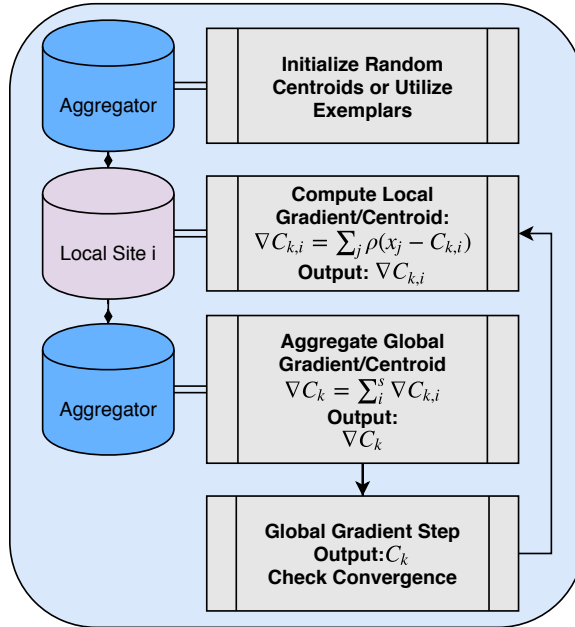 Aggregator
Initialize Random
Centroids or Utilize
Exemplars
Local Site i
Compute Local
Gradient/Centroid:
∇C_{k,i} = ∑_j ρ(x_j − C_{k,i})
Output: ∇C_{k,i}
Aggregator
Aggregate Global
Gradient/Centroid
∇C_k = ∑_i^s ∇C_{k,i}
Output:
∇C_k
Global Gradient Step
Output:C_k
Check Convergence